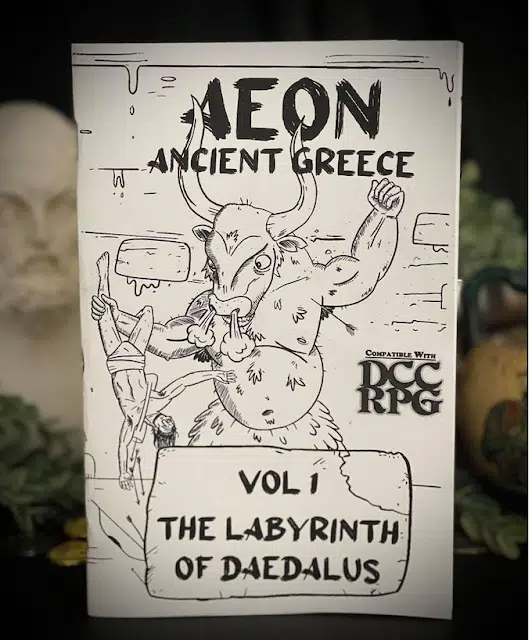 AEON
ANCIENT GREECE
COMPATIBLE WITH
DCC
RPG
VOL 1
THE LABYRINTH
OF DAEDALUS